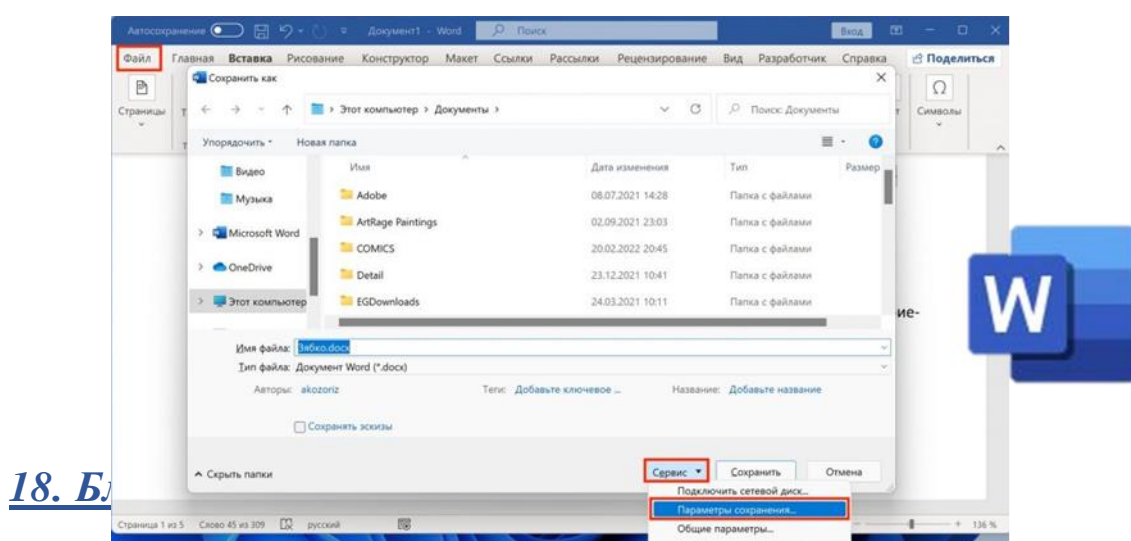 Автосохранение Документ1 - Word Поиск Вход
Файл Главная Вставка Рисование Конструктор Макет Ссылки Рассылки Рецензирование Вид Разработчик Справка Поделиться
Сохранить как
Страницы Этот компьютер > Документы > Поиск: Документы Символы
Упорядочить Новая папка
Имя Дата изменения Тип Размер
Видео
Музыка
Adobe 08.07.2021 14:28 Папка с файлами
ArtRage Paintings 02.09.2021 23:03 Папка с файлами
Microsoft Word
COMICS 20.02.2022 20:45 Папка с файлами
OneDrive
Detail 23.12.2021 10:41 Папка с файлами
Этот компьютер EGDownloads 24.03.2021 10:11 Папка с файлами
ие-
W
Имя файла: Зябко.docx
Тип файла: Документ Word (*.docx)
Авторы: akozoriz Теги: Добавьте ключевое ... Название: Добавьте название
Сохранять эскизы
18. Бл
Скрыть папки Сервис Сохранить Отмена
Подключить сетевой диск...
Параметры сохранения...
Общие параметры...
Страница 1 из 5 Слово 45 из 309 русский 136 %